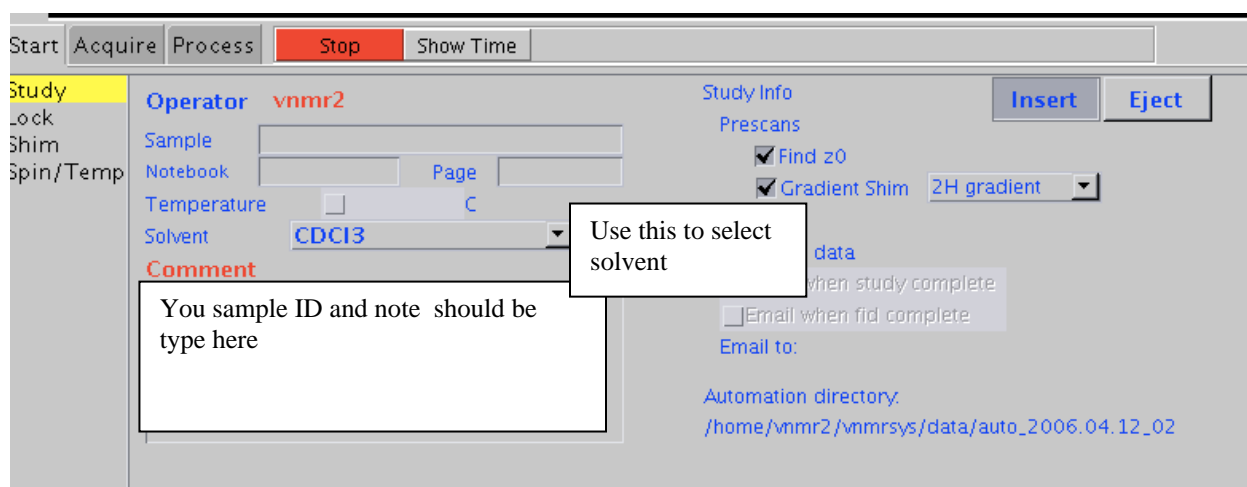 Start Acquire Process Stop Show Time
Study
Lock
Shim
Spin/Temp
Operator vnmr2
Sample
Notebook Page
Temperature C
Solvent CDCl3
Comment
You sample ID and note should be
type here
Use this to select
solvent
Study Info
Prescans
Find z0
Gradient Shim 2H gradient
data
when study complete
Email when fid complete
Email to:
Automation directory:
/home/vnmr2/vnmrsys/data/auto_2006.04.12_02
Insert Eject